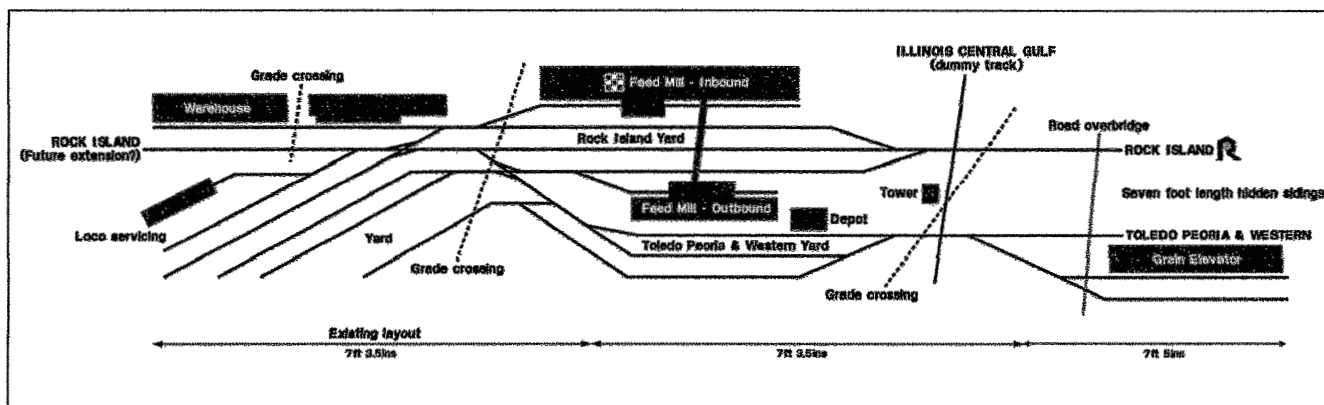 ILLINOIS CENTRAL GULF
(dummy track)
Grade crossing
Feed Mill - Inbound
Warehouse
Road overbridge
ROCK ISLAND
(Future extension?)
Rock Island Yard
ROCK ISLAND R
Tower
Seven foot length hidden sidings
Feed Mill - Outbound
Depot
Loco servicing
Yard
Toledo Peoria & Western Yard
TOLEDO PEORIA & WESTERN
Grade crossing
Grain Elevator
Grade crossing
Existing layout
7ft 3.5ins
7ft 3.5ins
7ft 5ins